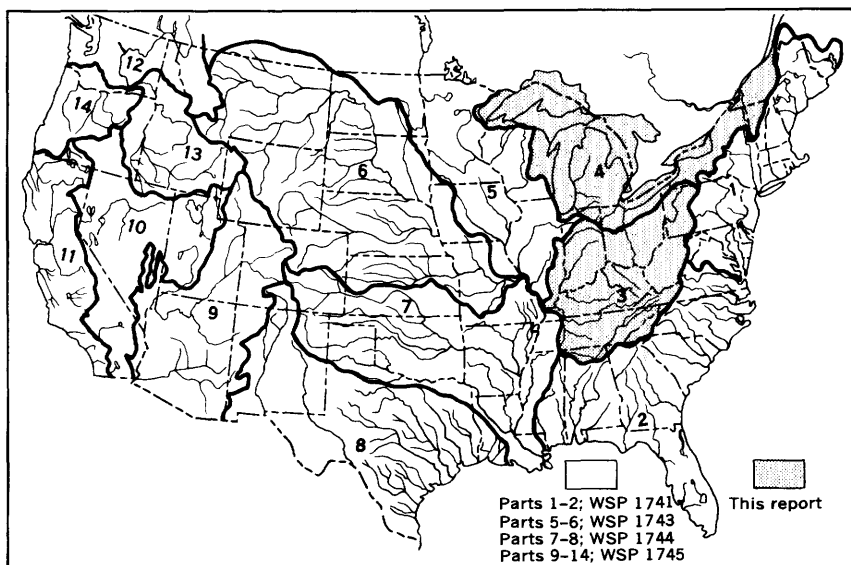 12
14
13
6
4
5
1
10
11
3
9
7
2
8
Parts 1-2; WSP 1741
This report
Parts 5-6; WSP 1743
Parts 7-8; WSP 1744
Parts 9-14; WSP 1745